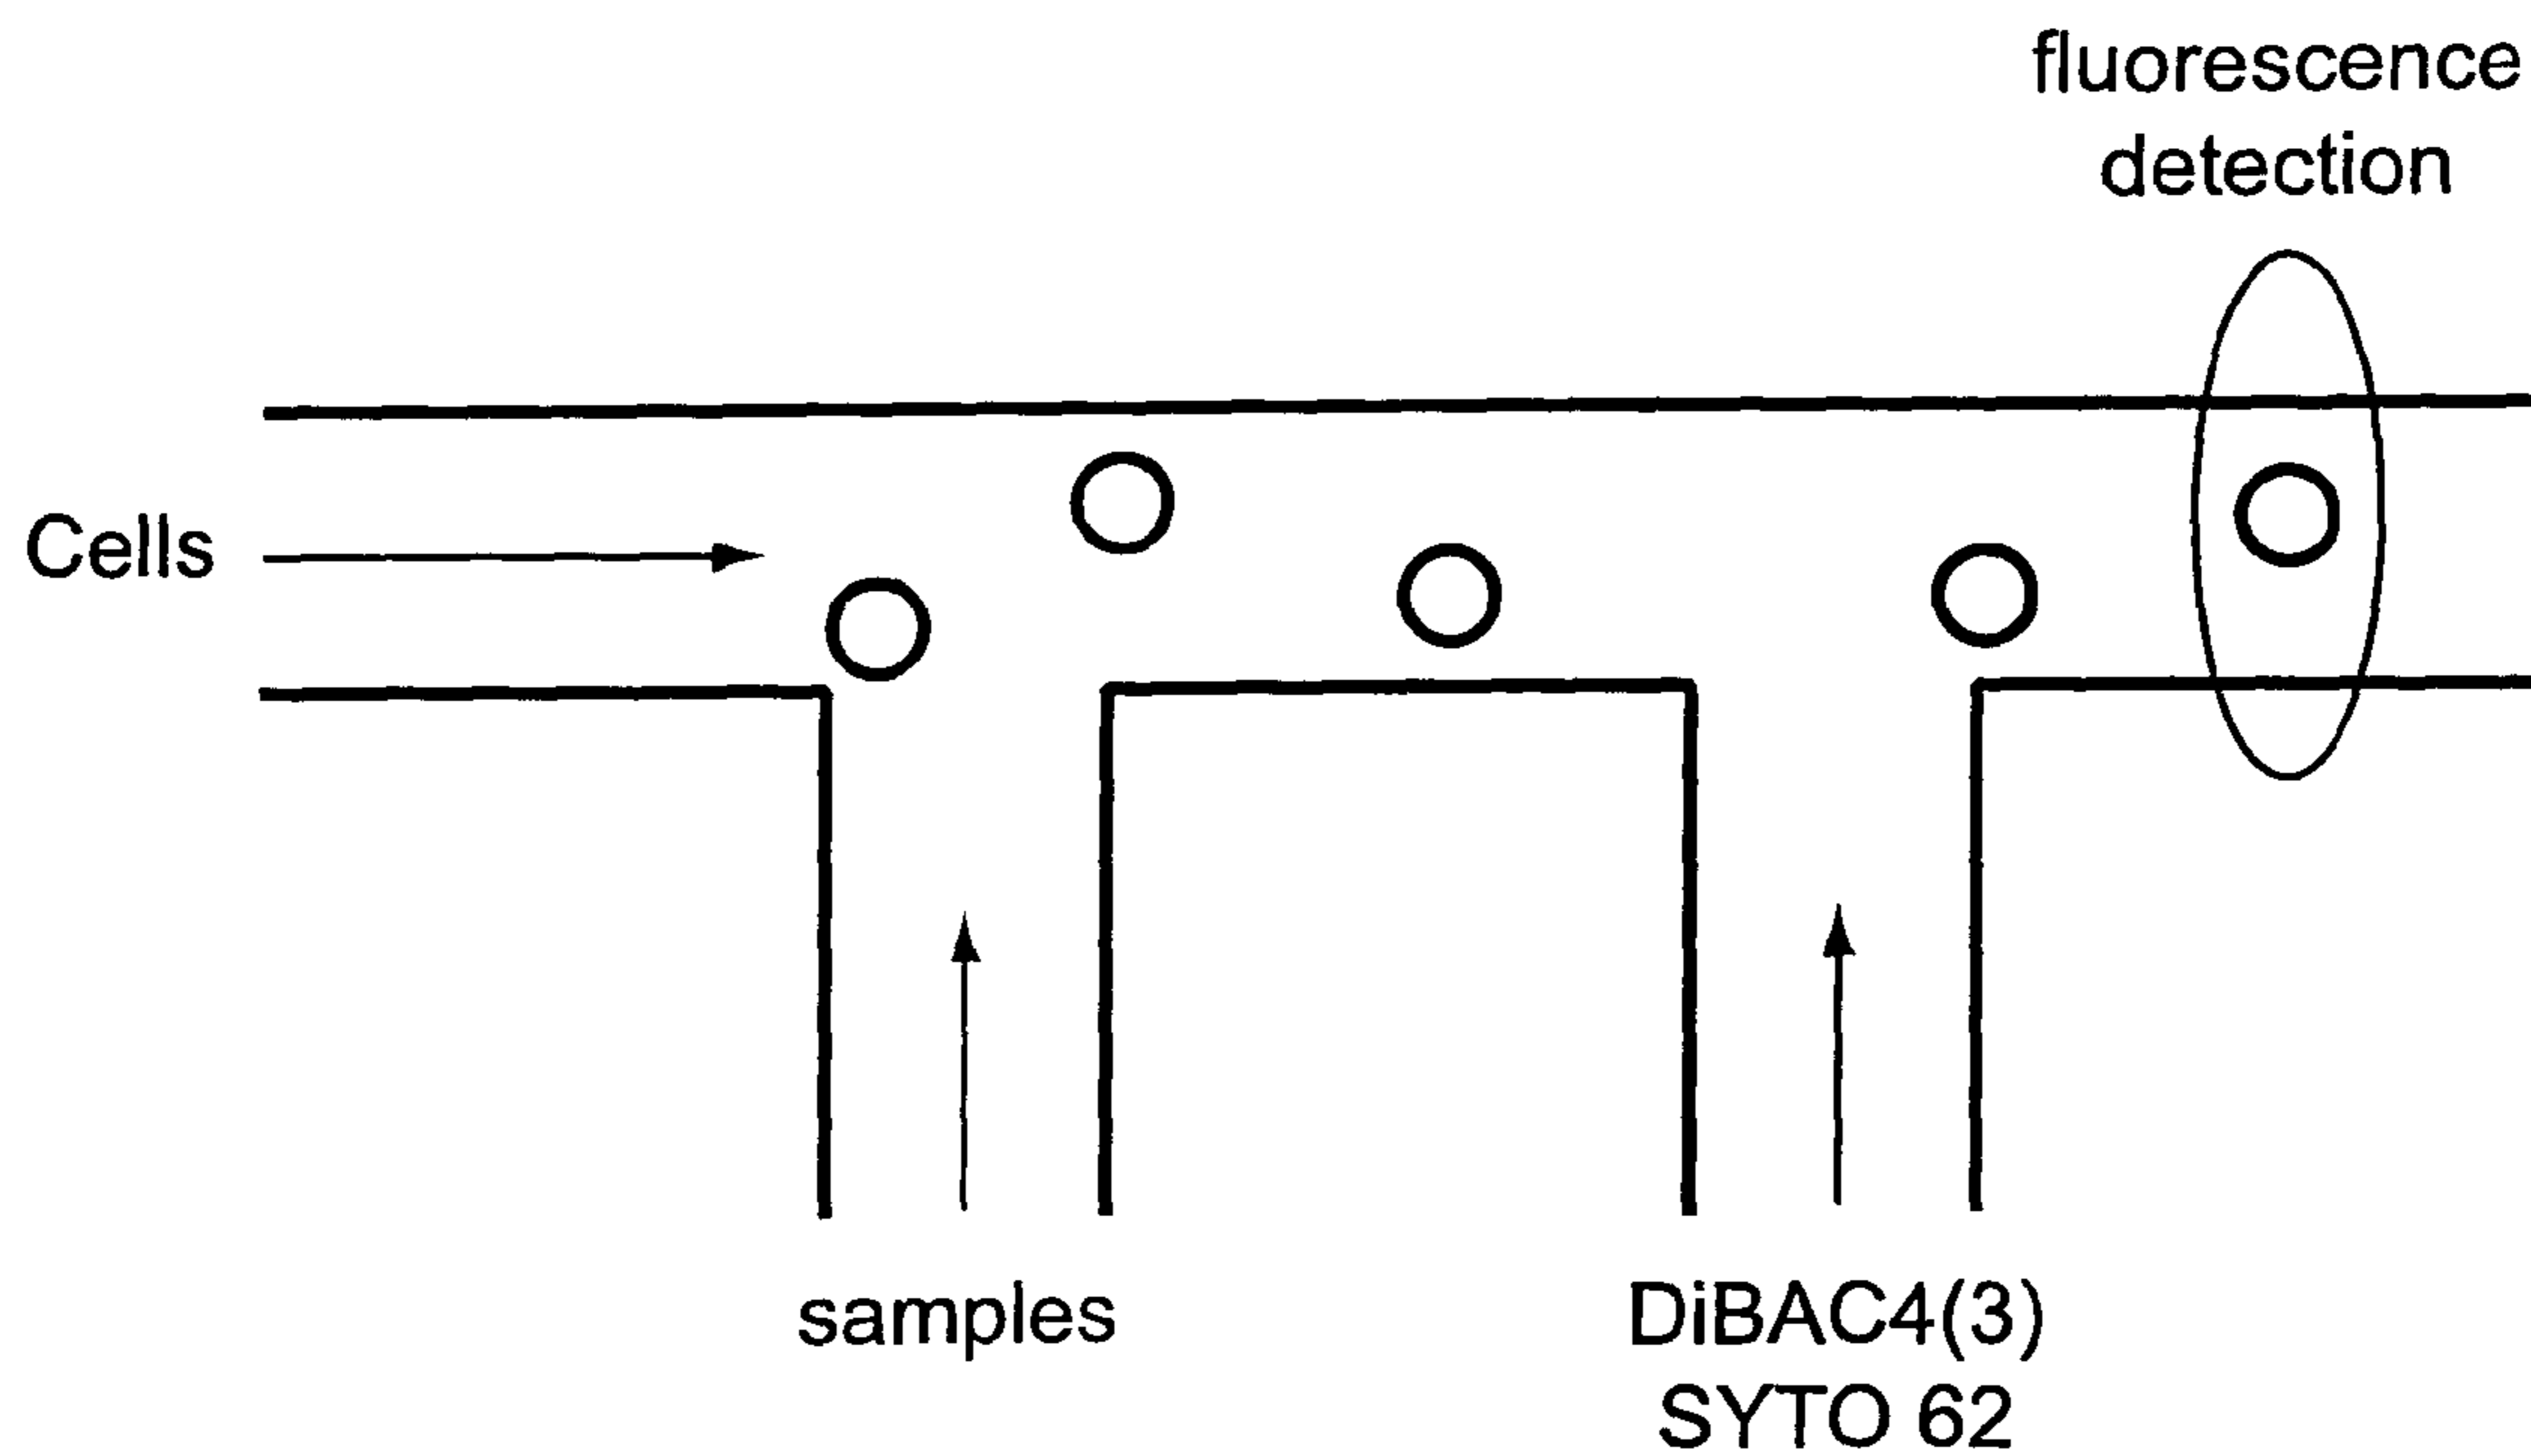 fluorescence
detection
Cells
samples
DiBAC4(3)
SYTO 62